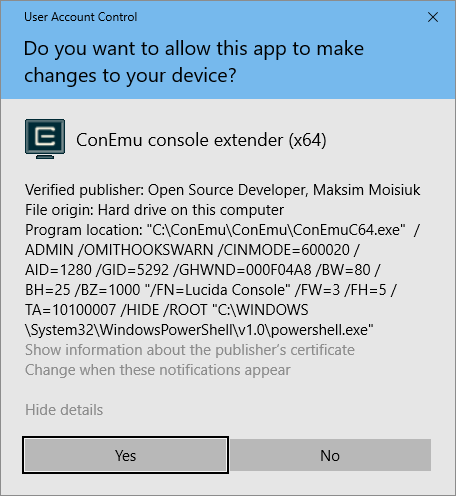 User Account Control
Do you want to allow this app to make
changes to your device?
ConEmu console extender (x64)
Verified publisher: Open Source Developer, Maksim Moisiuk
File origin: Hard drive on this computer
Program location: "C:\ConEmu\ConEmu\ConEmuC64.exe"  /
ADMIN /OMITHOOKSWARN /CINMODE=600020 /
AID=1280 /GID=5292 /GHWND=000F04A8 /BW=80 /
BH=25 /BZ=1000 "/FN=Lucida Console" /FW=3 /FH=5 /
TA=10100007 /HIDE /ROOT "C:\WINDOWS
\System32\WindowsPowerShell\v1.0\powershell.exe"
Show information about the publisher's certificate
Change when these notifications appear
Hide details
Yes
No